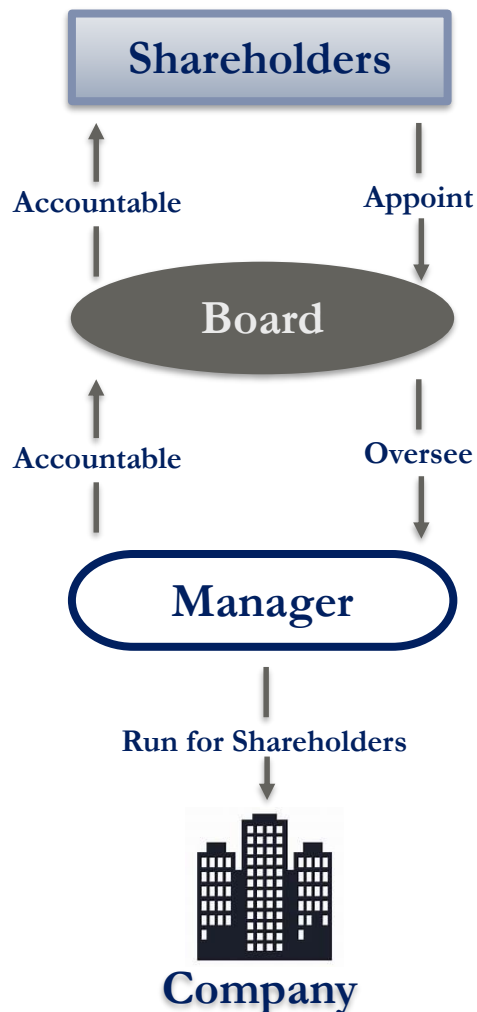 Shareholders
Accountable
Appoint
Board
Accountable
Oversee
Manager
Run for Shareholders
Company